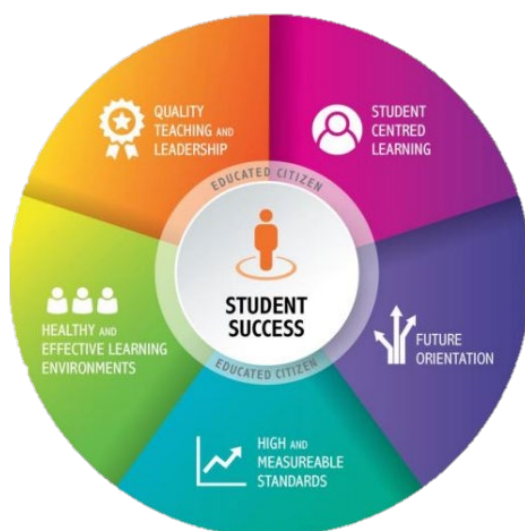 QUALITY
TEACHING AND
LEADERSHIP
STUDENT
CENTRED
LEARNING
EDUCATED CITIZEN
STUDENT
SUCCESS
EDUCATED CITIZEN
HEALTHY AND
EFFECTIVE LEARNING
ENVIRONMENTS
FUTURE
ORIENTATION
HIGH AND
MEASUREABLE
STANDARDS